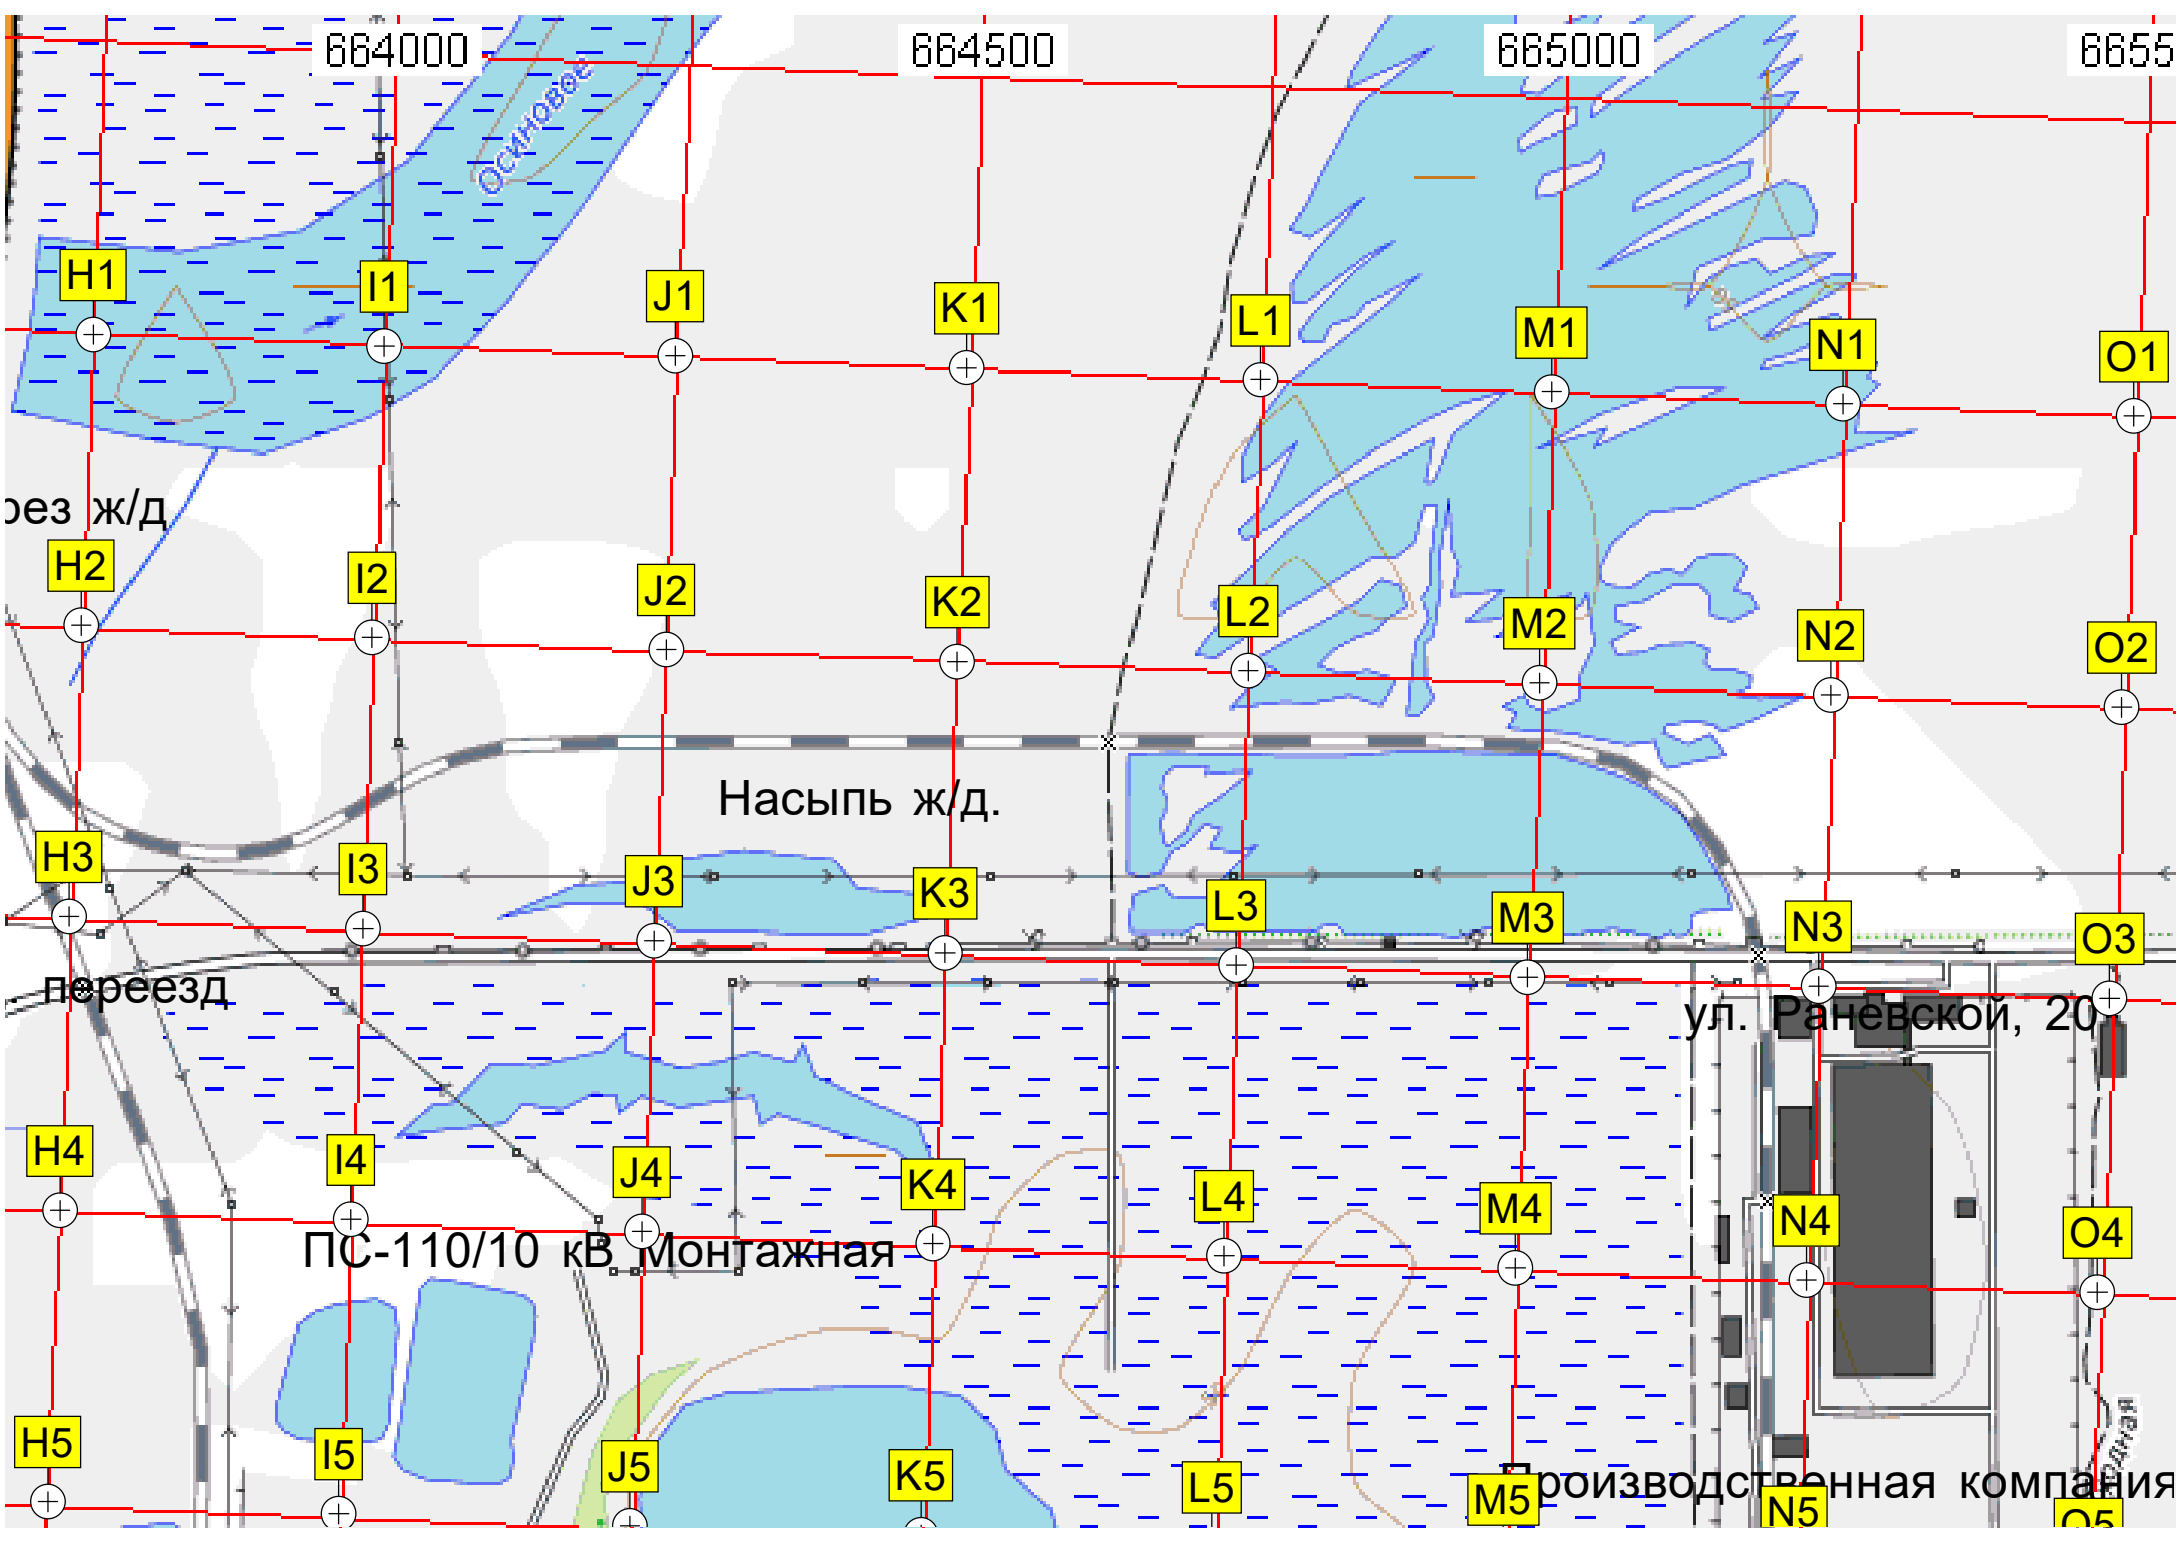 664000 664500 665000 6655
Осиновое
H1 I1 J1 K1 L1 M1 N1 O1
рез ж/д
H2 I2 J2 K2 L2 M2 N2 O2
Насыпь ж/д.
H3 I3 J3 K3 L3 M3 N3 O3
переезд
ул. Раневской, 20
H4 I4 J4 K4 L4 M4 N4 O4
ПС-110/10 кВ Монтажная
H5 I5 J5 K5 L5 M5 N5 O5
Производственная компания